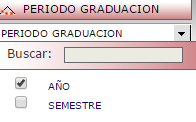 PERIODO GRADUACION
PERIODO GRADUACION
Buscar:
AÑO
SEMESTRE